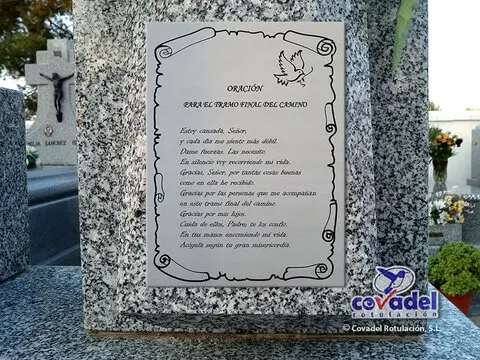 ORACIÓN
PARA EL TRAMO FINAL DEL CAMINO
Estoy cansada, Señor,
y cada día me siento más débil.
Dame fuerzas. Las necesito.
En silencio voy recorriendo mi vida.
Gracias, Señor, por tantas cosas buenas
como en ella he recibido.
Gracias por las personas que me acompañan
en este tramo final del camino.
Gracias por mis hijos.
Cuida de ellos, Padre, te los confío.
En tus manos encomiendo mi vida.
Acógela según tu gran misericordia.
SANCHEZ
covadel
rotulación
© Covadel Rotulación, S.L.